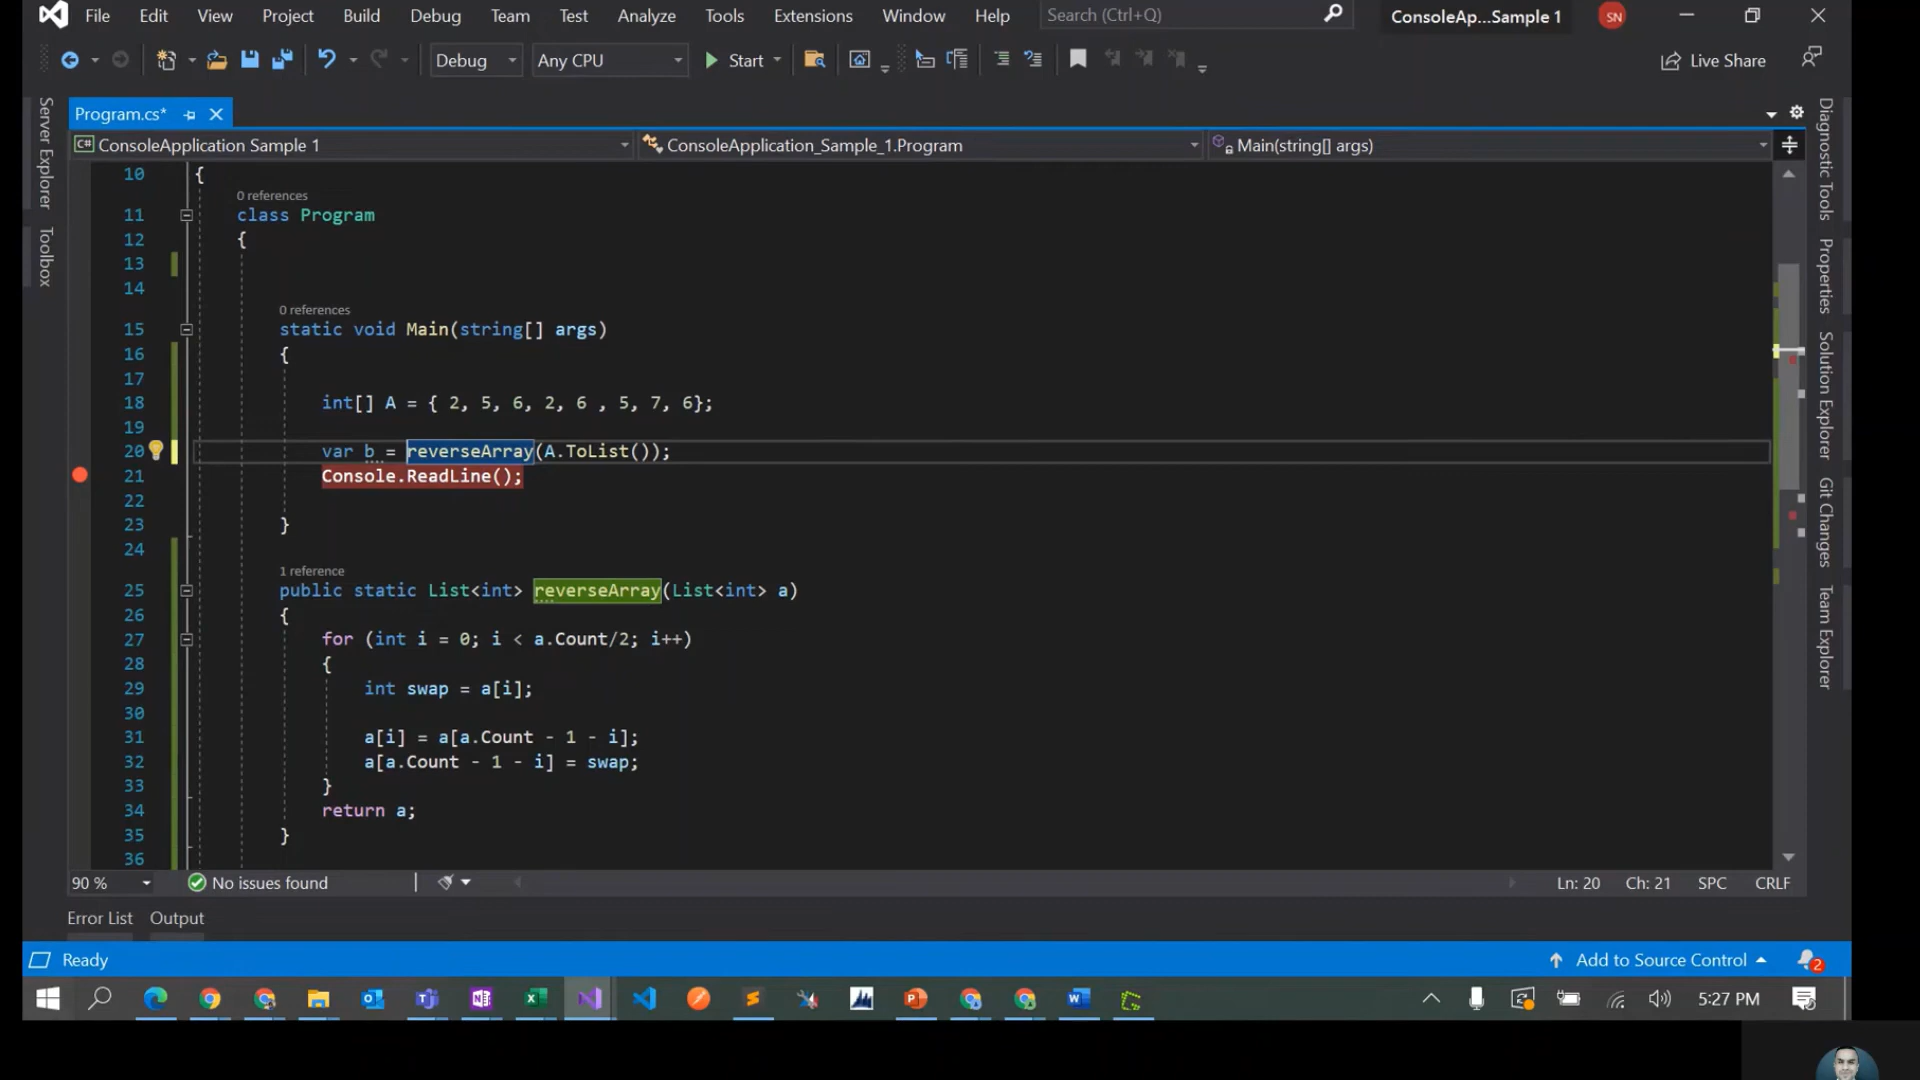 File Edit View Project Build Debug Team Test Analyze Tools Extensions Window Help Search (Ctrl+Q) ConsoleAp...Sample 1 SN
Debug Any CPU Start Live Share
Program.cs*
C# ConsoleApplication Sample 1 ConsoleApplication_Sample_1.Program Main(string[] args)
Server Explorer
Toolbox
10 {
0 references
11 class Program
12 {
13
14
0 references
15 static void Main(string[] args)
16 {
17
18 int[] A = { 2, 5, 6, 2, 6 , 5, 7, 6};
19
20 var b = reverseArray(A.ToList());
21 Console.ReadLine();
22
23 }
24
1 reference
25 public static List<int> reverseArray(List<int> a)
26 {
27 for (int i = 0; i < a.Count/2; i++)
28 {
29 int swap = a[i];
30
31 a[i] = a[a.Count - 1 - i];
32 a[a.Count - 1 - i] = swap;
33 }
34 return a;
35 }
36
Diagnostic Tools
Properties
Solution Explorer
Git Changes
Team Explorer
90 % No issues found Ln: 20 Ch: 21 SPC CRLF
Error List Output
Ready Add to Source Control 2
5:27 PM